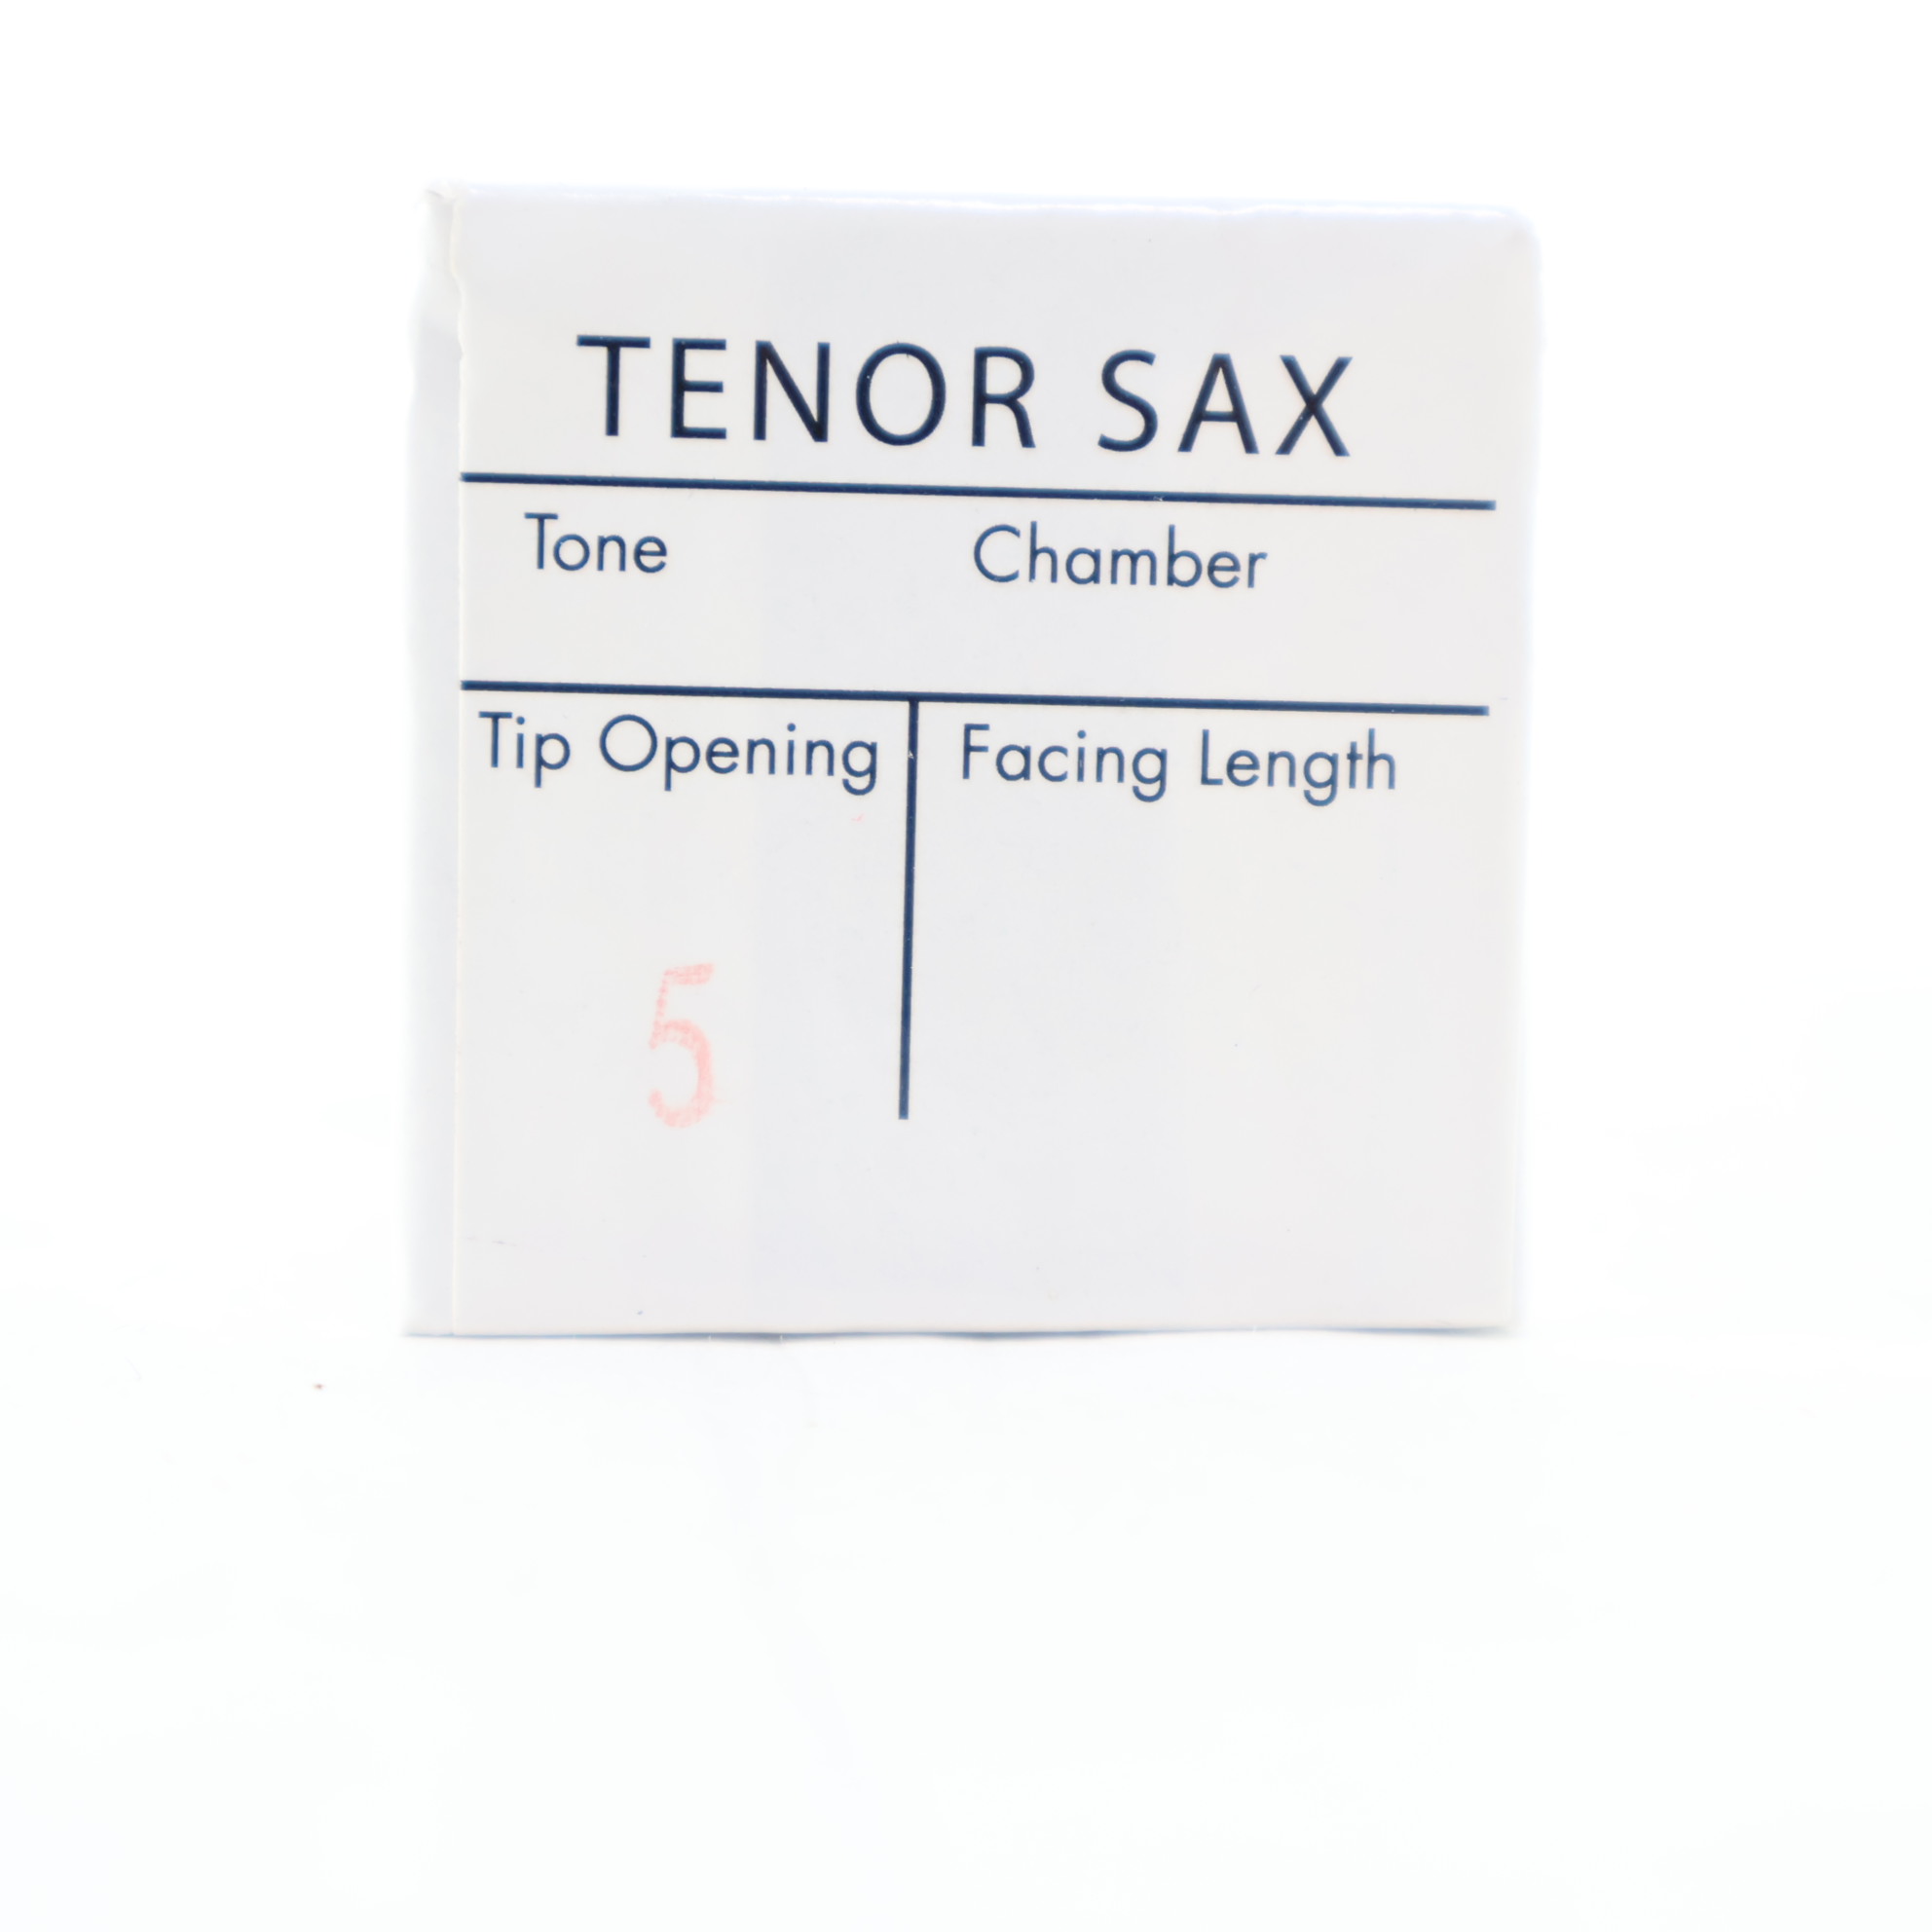 TENOR SAX
Tone Chamber
Tip Opening Facing Length
5